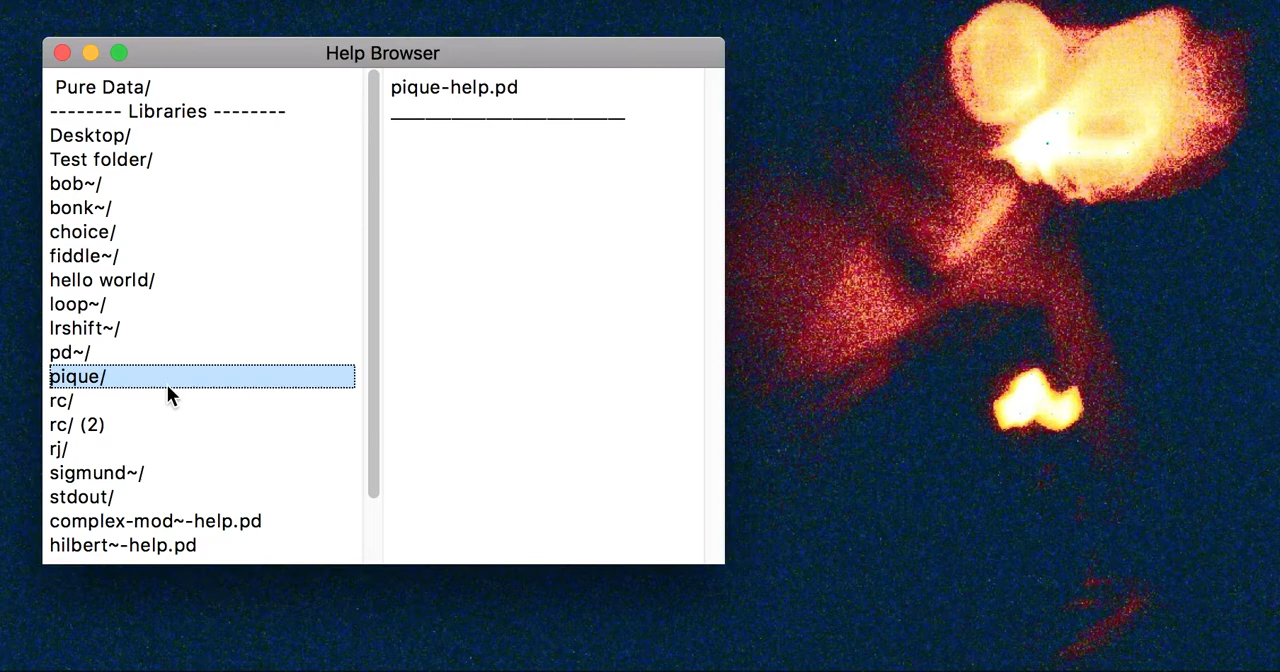 Help Browser
Pure Data/
-------- Libraries --------
Desktop/
Test folder/
bob~/
bonk~/
choice/
fiddle~/
hello world/
loop~/
lrshift~/
pd~/
pique/
rc/
rc/ (2)
rj/
sigmund~/
stdout/
complex-mod~-help.pd
hilbert~-help.pd
pique-help.pd